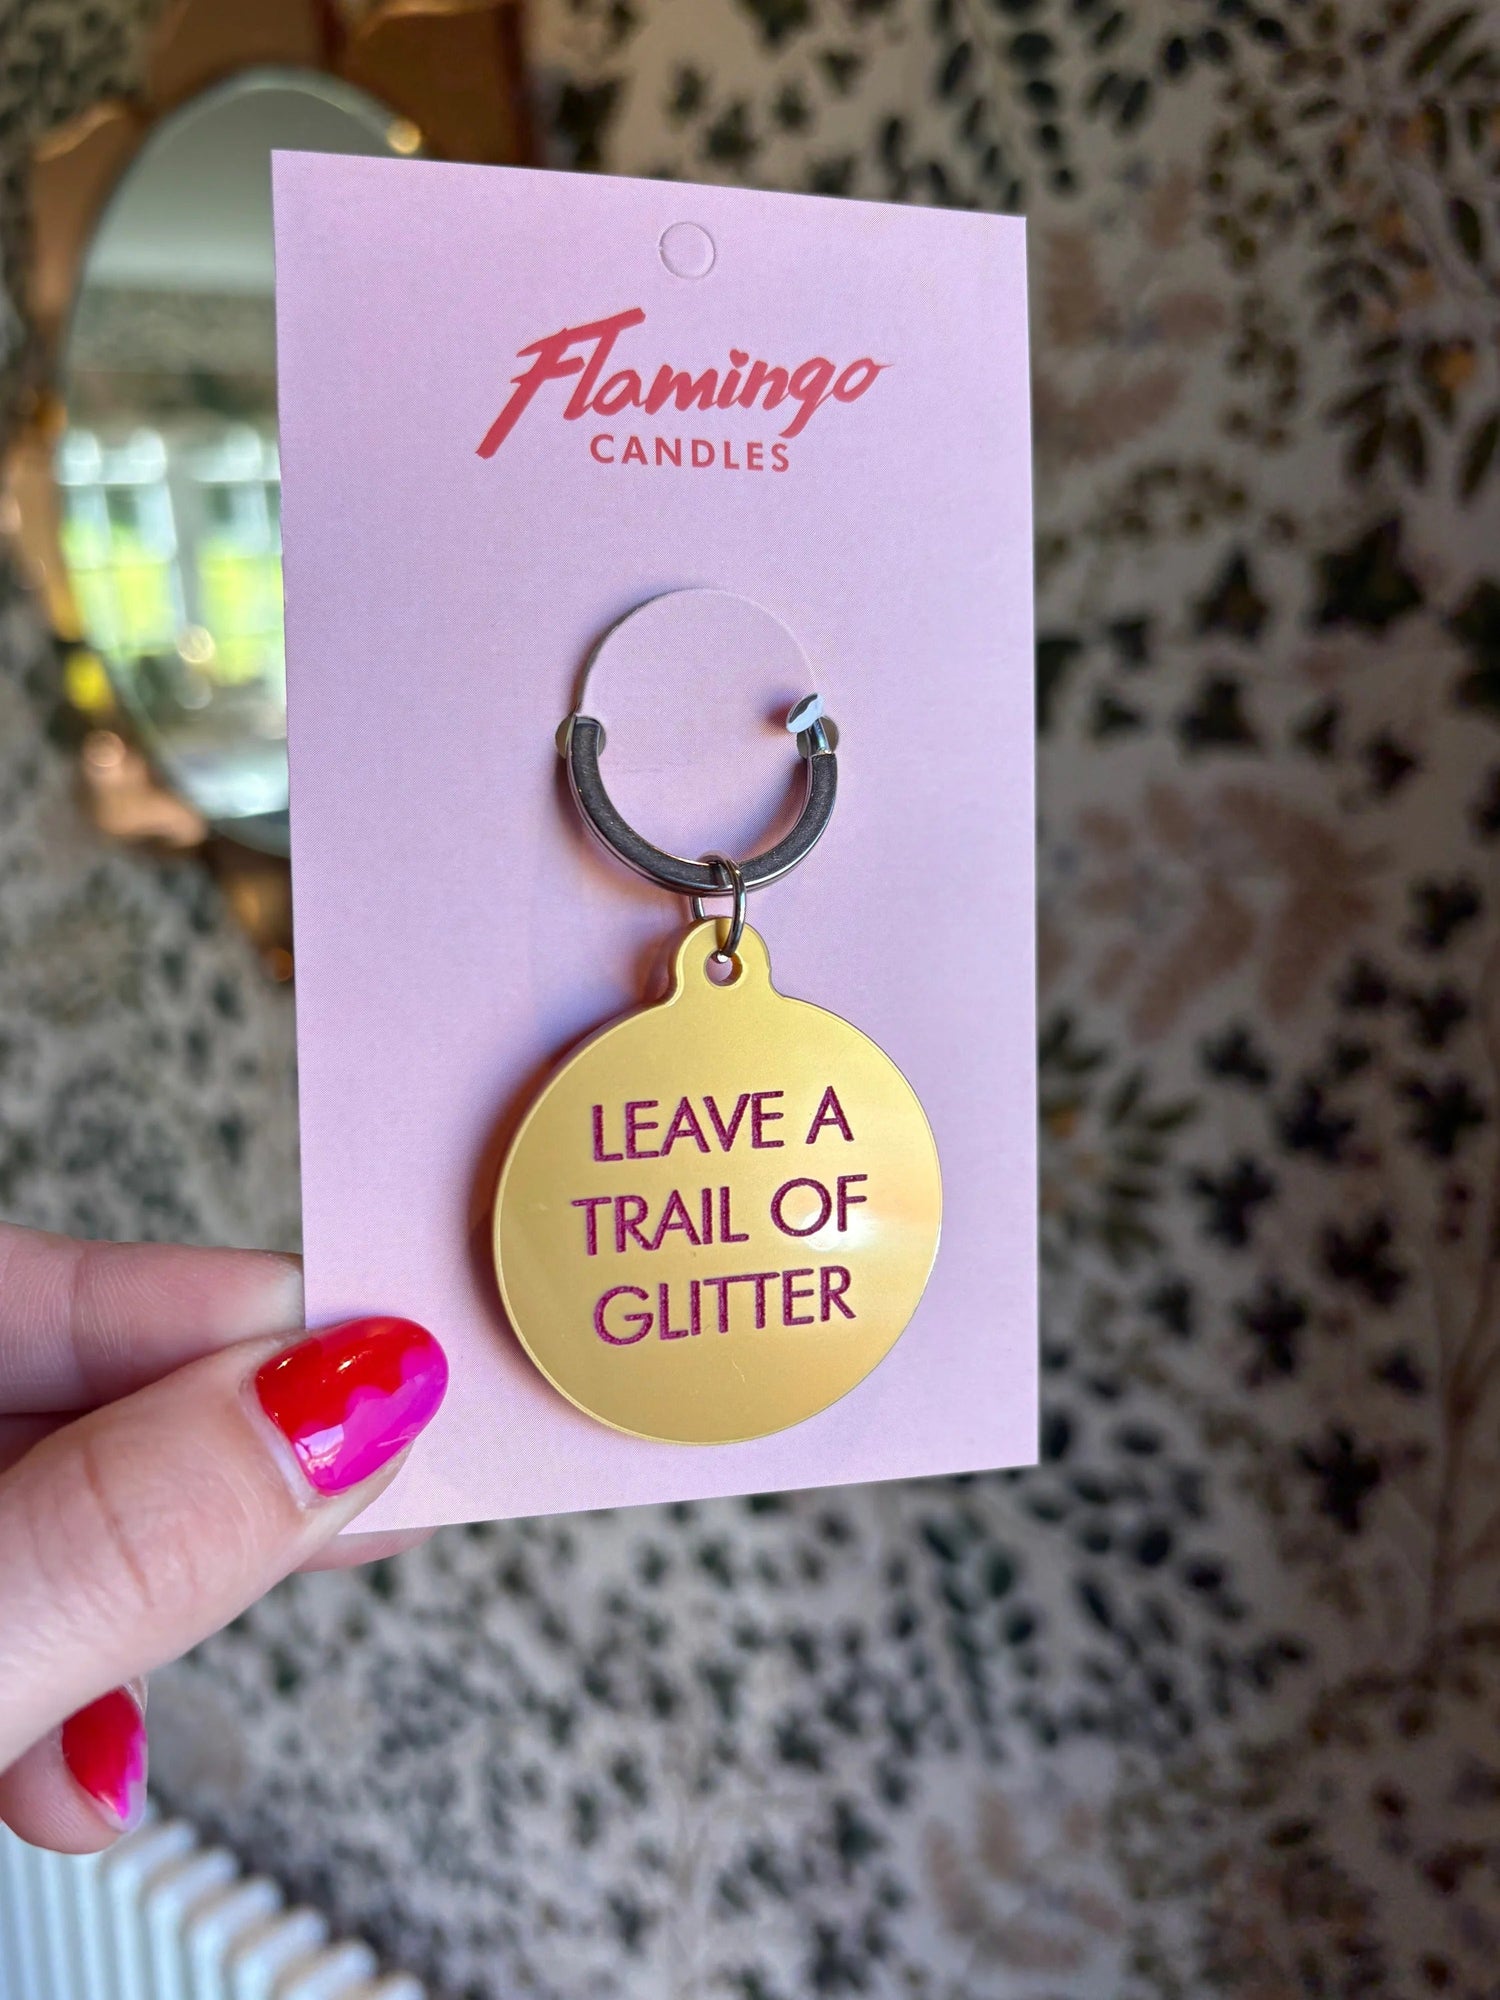 Flamingo
CANDLES
LEAVE A
TRAIL OF
GLITTER